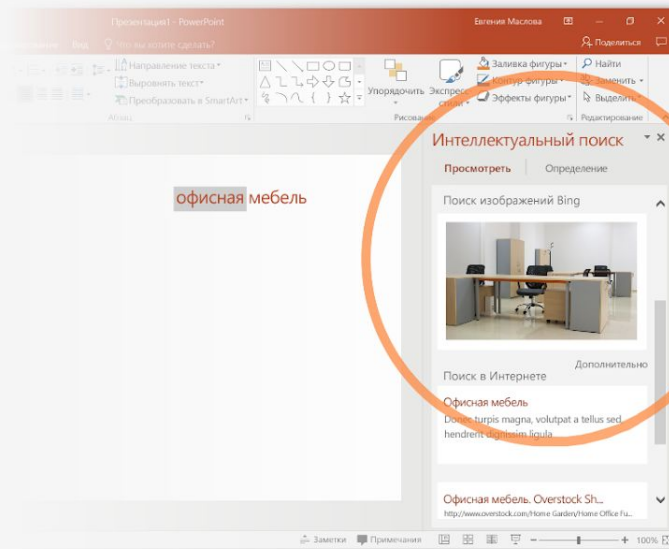 Презентация1 - PowerPoint
Евгения Маслова
Вид
Что вы хотите сделать?
Поделиться
Направление текста
Выровнять текст
Преобразовать в SmartArt
Абзац
Упорядочить
Экспресс-
стили
Заливка фигуры
Контур фигуры
Эффекты фигуры
Рисование
Найти
Заменить
Выделить
Редактирование
офисная мебель
Интеллектуальный поиск
Просмотреть
Определение
Поиск изображений Bing
Дополнительно
Поиск в Интернете
Офисная мебель
Donec turpis magna, volutpat a tellus sed,
hendrerit dignissim ligula
Офисная мебель. Overstock Sh...
http://www.overstock.com/Home Garden/Home Office Fu...
Заметки
Примечания
100%